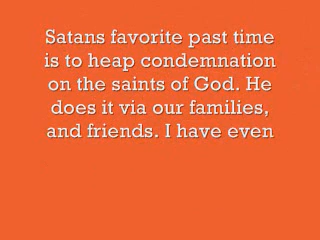 Satans favorite past time
is to heap condemnation
on the saints of God. He
does it via our families,
and friends. I have even